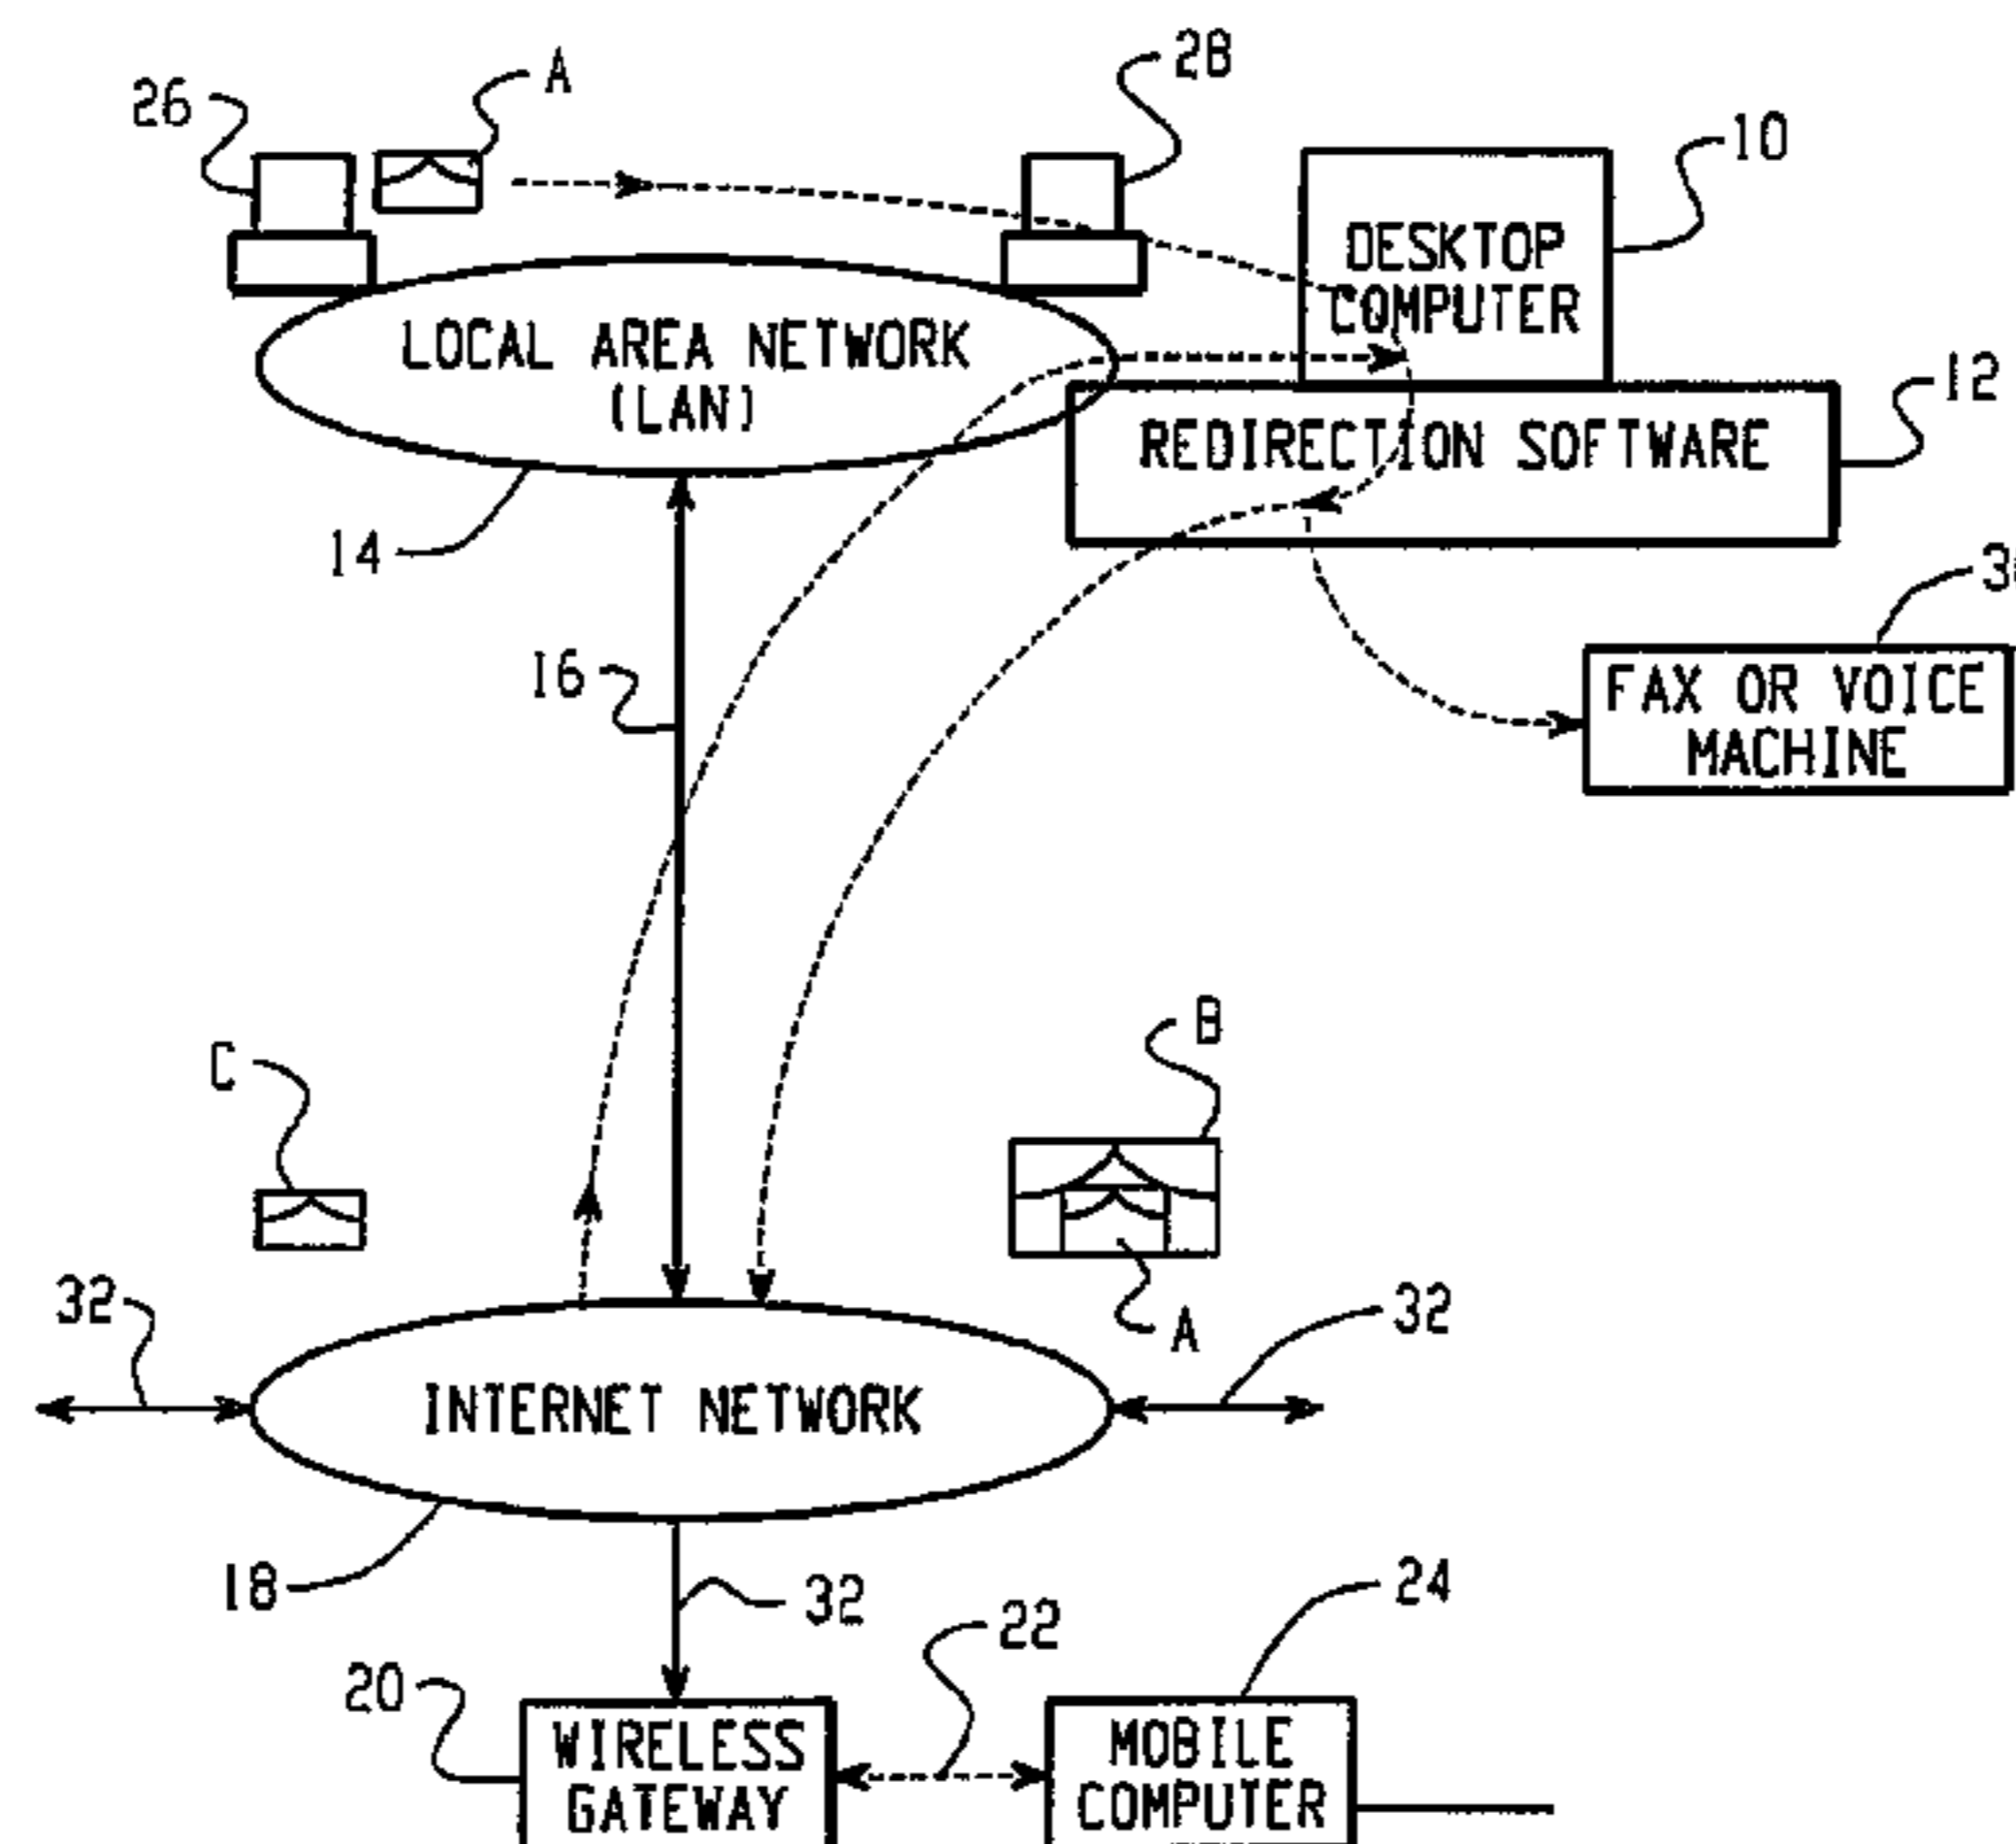 26
A
28
10
DESKTOP
COMPUTER
LOCAL AREA NETWORK
(LAN)
12
REDIRECTION SOFTWARE
14
16
FAX OR VOICE
MACHINE
C
B
A
32
32
INTERNET NETWORK
18
32
24
22
20
WIRELESS
GATEWAY
MOBILE
COMPUTER